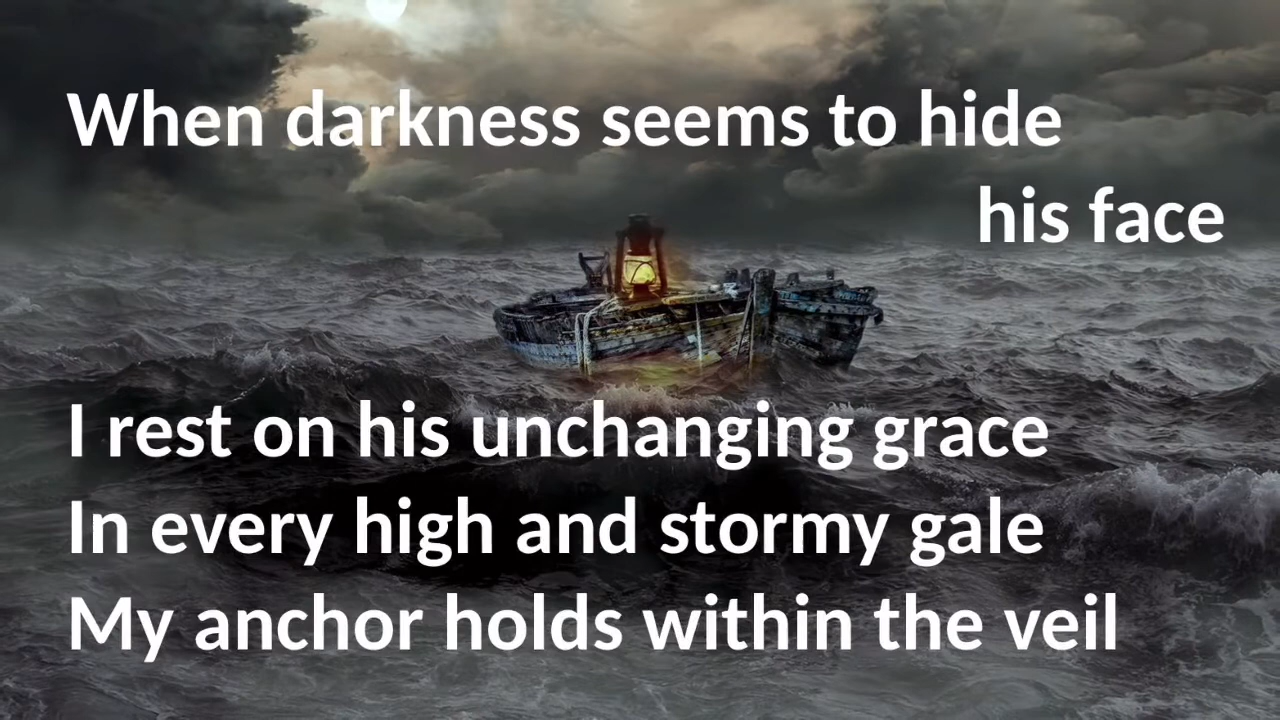 When darkness seems to hide
his face
I rest on his unchanging grace
In every high and stormy gale
My anchor holds within the veil